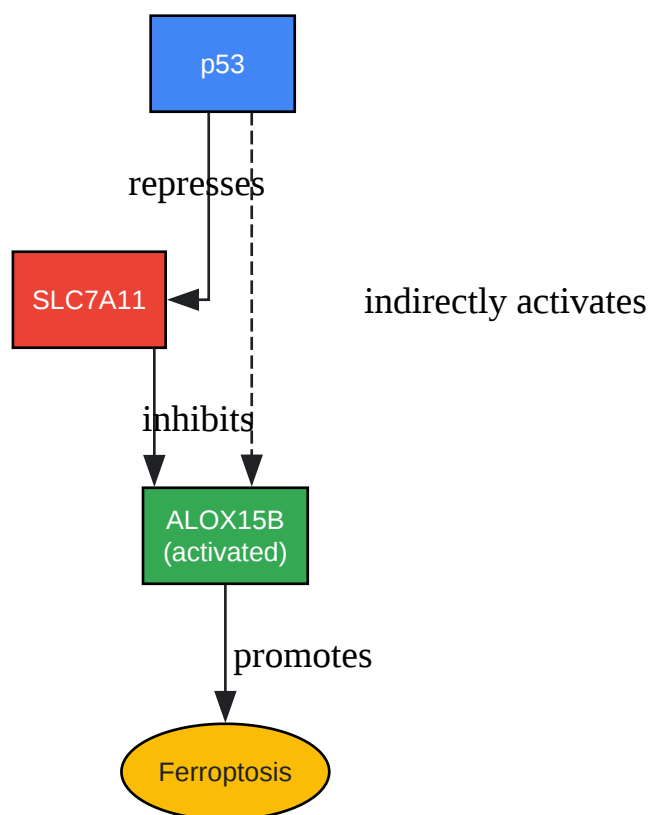 p53
represses
SLC7A11
indirectly activates
inhibits
ALOX15B
(activated)
promotes
Ferroptosis